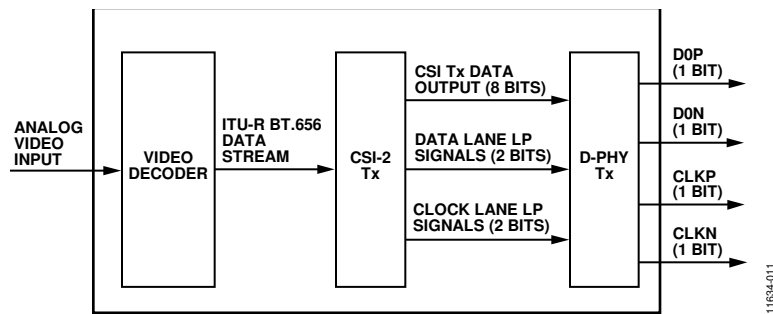 ANALOG
VIDEO
INPUT
VIDEO
DECODER
ITU-R BT.656
DATA
STREAM
CSI-2
Tx
CSI Tx DATA
OUTPUT (8 BITS)
DATA LANE LP
SIGNALS (2 BITS)
CLOCK LANE LP
SIGNALS (2 BITS)
D-PHY
Tx
D0P
(1 BIT)
D0N
(1 BIT)
CLKP
(1 BIT)
CLKN
(1 BIT)
11634-011